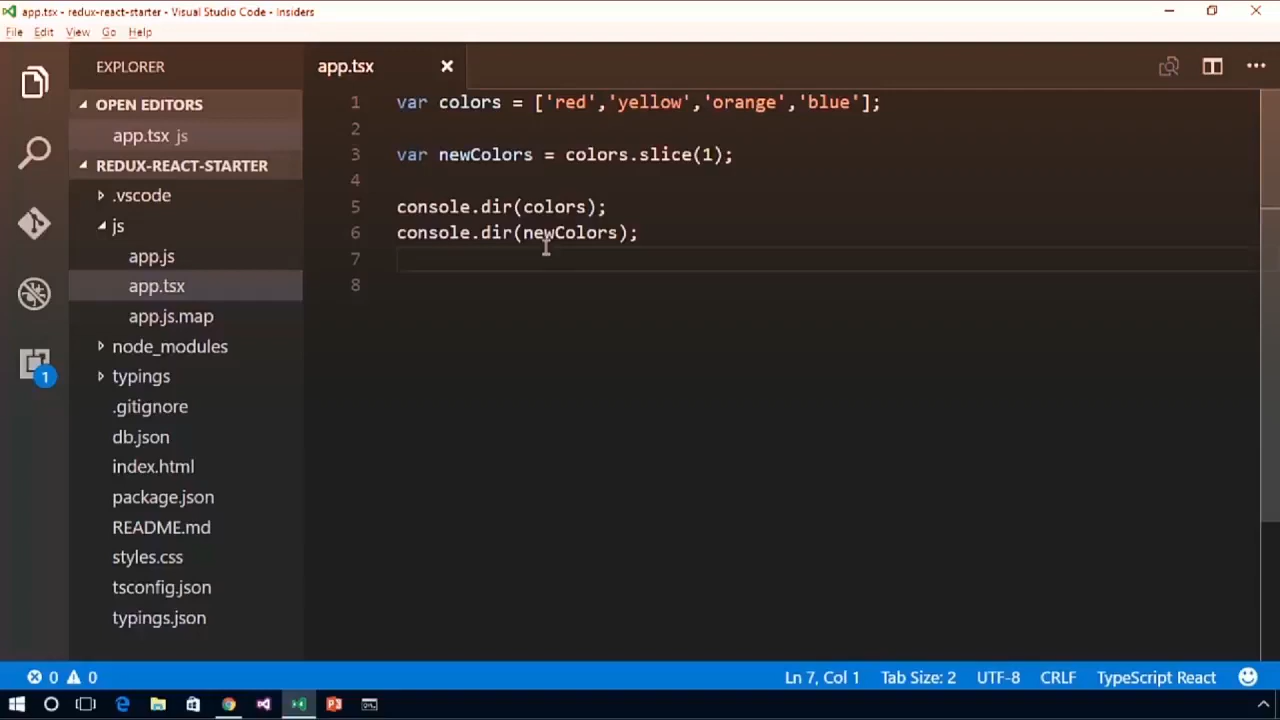 app.tsx - redux-react-starter - Visual Studio Code - Insiders
File Edit View Go Help
EXPLORER
OPEN EDITORS
app.tsx js
REDUX-REACT-STARTER
.vscode
js
app.js
app.tsx
app.js.map
node_modules
typings
.gitignore
db.json
index.html
package.json
README.md
styles.css
tsconfig.json
typings.json
1
app.tsx
1 var colors = ['red','yellow','orange','blue'];
2
3 var newColors = colors.slice(1);
4
5 console.dir(colors);
6 console.dir(newColors);
7
8
0 0 Ln 7, Col 1 Tab Size: 2 UTF-8 CRLF TypeScript React